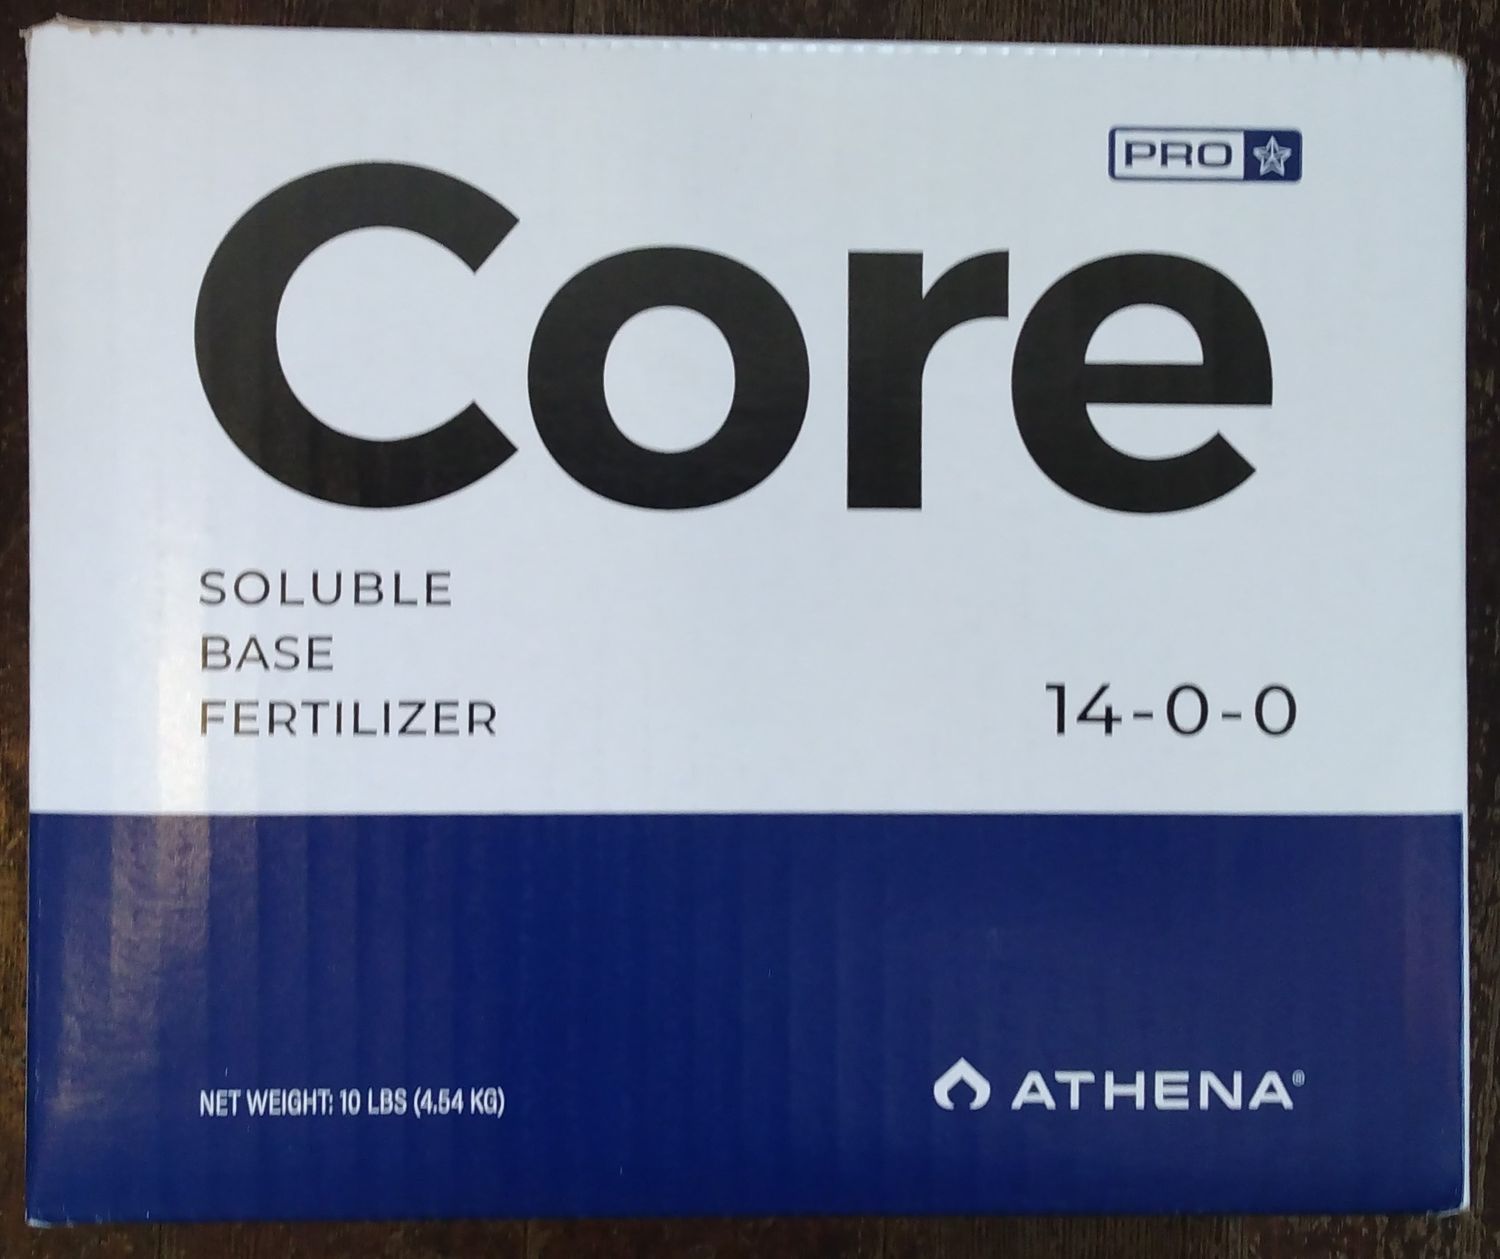 PRO
Core
SOLUBLE
BASE
FERTILIZER
14-0-0
NET WEIGHT: 10 LBS (4.54 KG)
ATHENA®